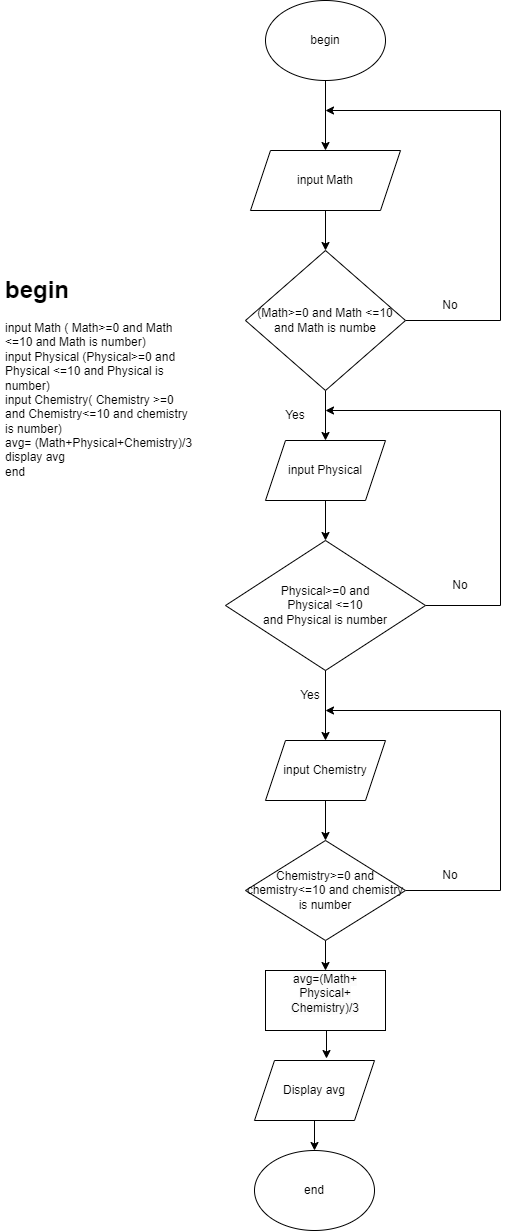 begin
input Math ( Math>=0 and Math
<=10 and Math is number)
input Physical (Physical>=0 and
Physical <=10 and Physical is
number)
input Chemistry( Chemistry >=0
and Chemistry<=10 and chemistry
is number)
avg= (Math+Physical+Chemistry)/3
display avg
end
begin
input Math
(Math>=0 and Math <=10
and Math is numbe
No
Yes
input Physical
Physical>=0 and
Physical <=10
and Physical is number
No
Yes
input Chemistry
Chemistry>=0 and
chemistry<=10 and chemistry
is number
No
avg=(Math+
Physical+
Chemistry)/3
Display avg
end